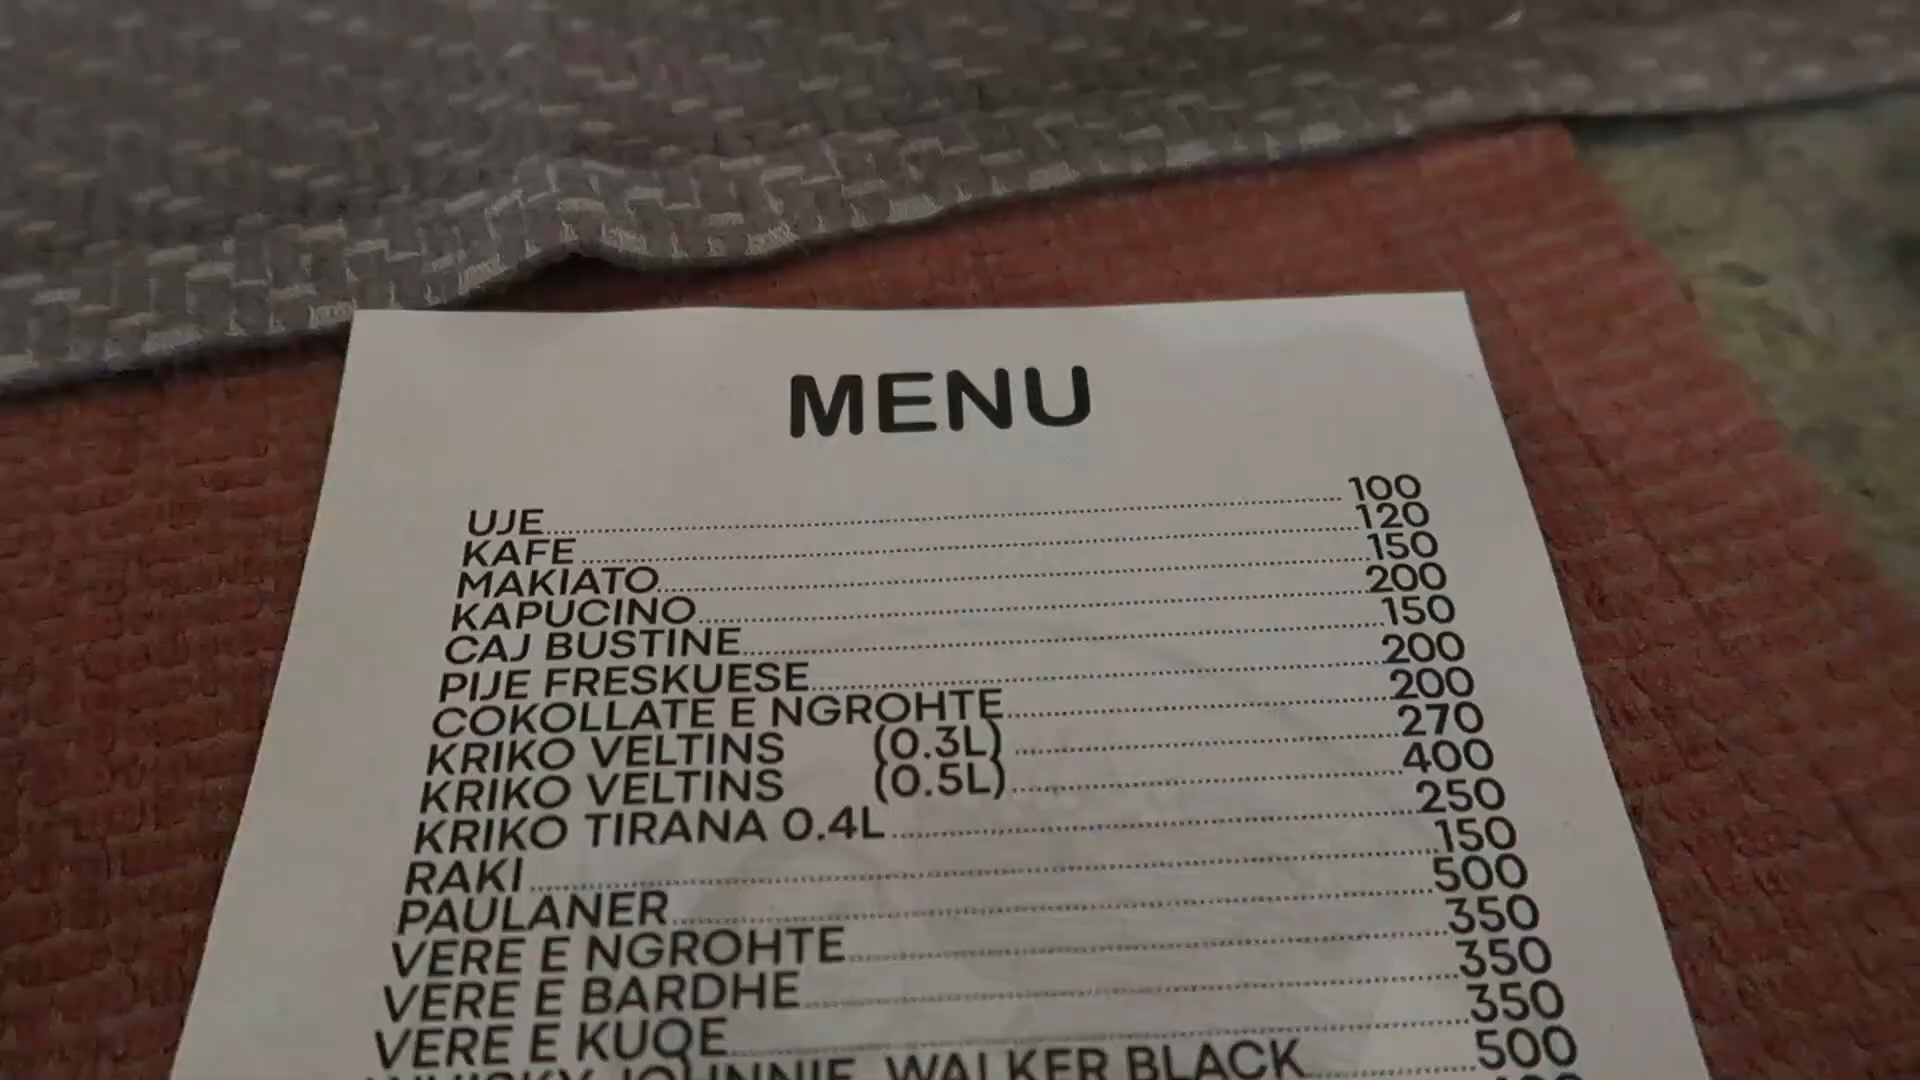 MENU
UJE 100
KAFE 120
MAKIATO 150
KAPUCINO 200
CAJ BUSTINE 150
PIJE FRESKUESE 200
COKOLLATE E NGROHTE 200
KRIKO VELTINS (0.3L) 270
KRIKO VELTINS (0.5L) 400
KRIKO TIRANA 0.4L 250
RAKI 150
PAULANER 500
VERE E NGROHTE 350
VERE E BARDHE 350
VERE E KUQE 350
WHISKY JOHNNIE WALKER BLACK 500